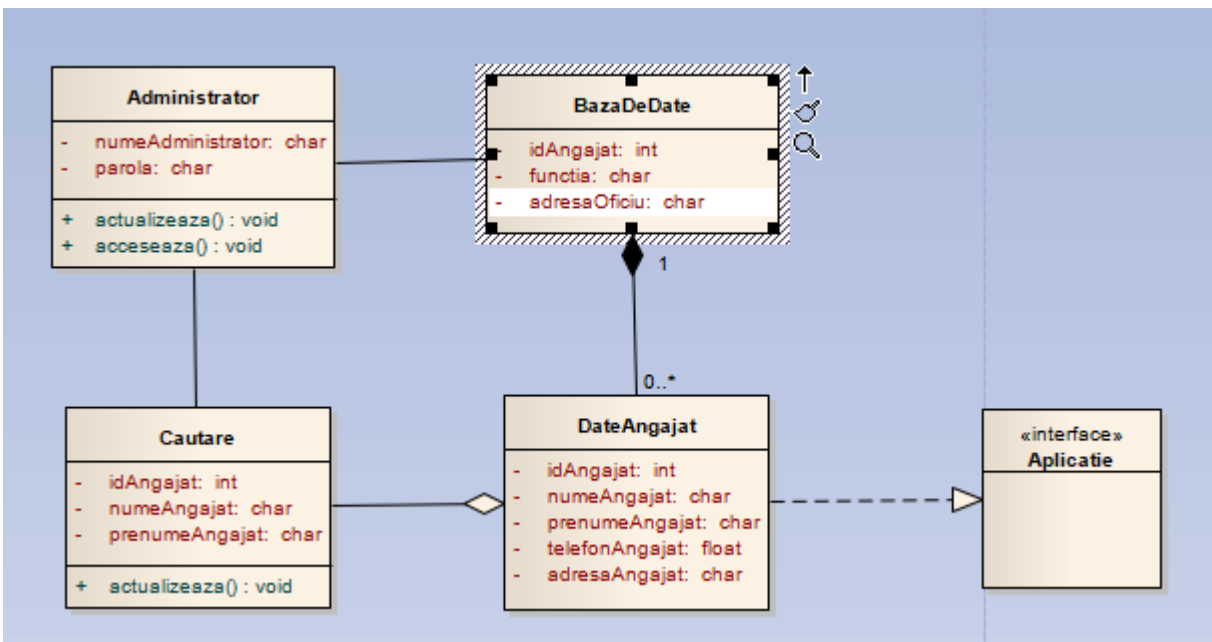 Administrator
- numeAdministrator: char
- parola: char
+ actualizeaza() : void
+ acceseaza() : void
BazaDeDate
- idAngajat: int
- functia: char
- adresaOficiu: char
1
0..*
Cautare
- idAngajat: int
- numeAngajat: char
- prenumeAngajat: char
+ actualizeaza() : void
DateAngajat
- idAngajat: int
- numeAngajat: char
- prenumeAngajat: char
- telefonAngajat: float
- adresaAngajat: char
«interface»
Aplicatie